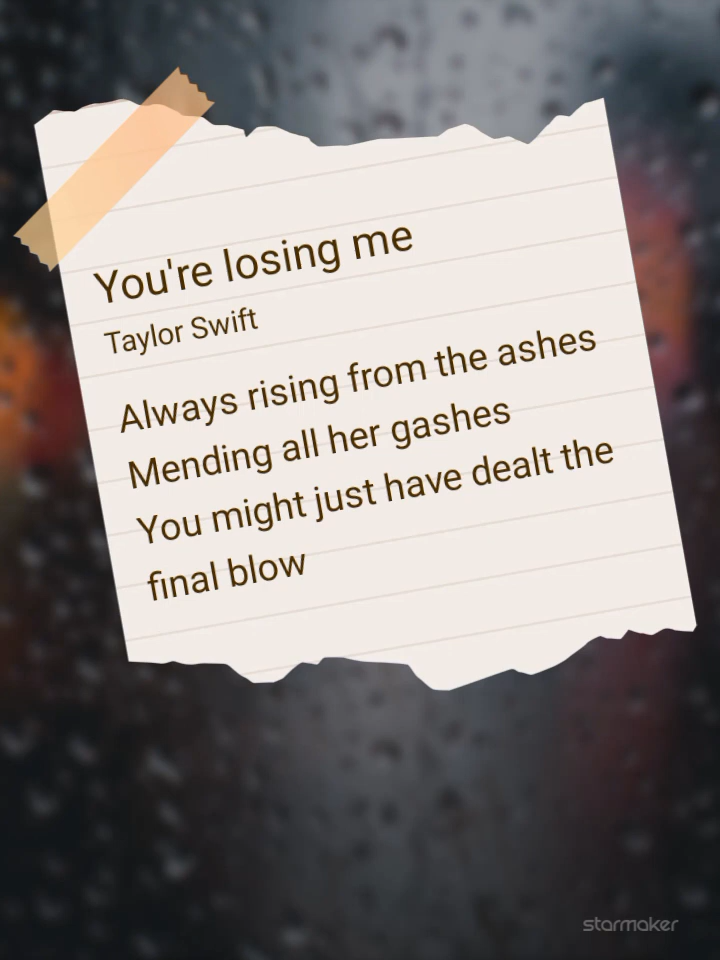 You're losing me
Taylor Swift
Always rising from the ashes
Mending all her gashes
You might just have dealt the
final blow
starmaker